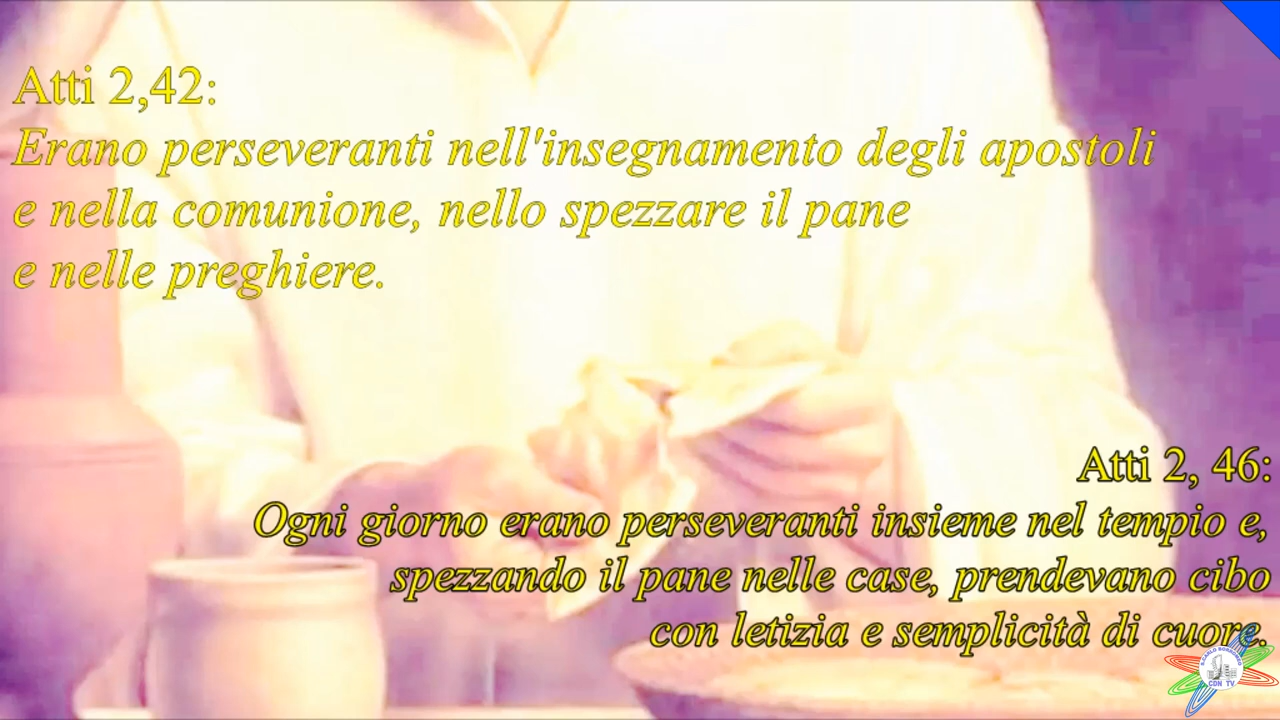 Atti 2,42:
Erano perseveranti nell'insegnamento degli apostoli
e nella comunione, nello spezzare il pane
e nelle preghiere.
Atti 2, 46:
Ogni giorno erano perseveranti insieme nel tempio e,
spezzando il pane nelle case, prendevano cibo
con letizia e semplicità di cuore.
CDN TV